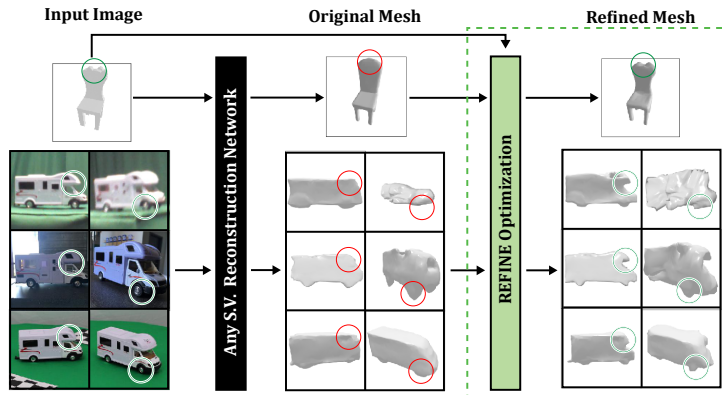 Input Image
Original Mesh
Refined Mesh
Any S.V. Reconstruction Network
REFINE Optimization